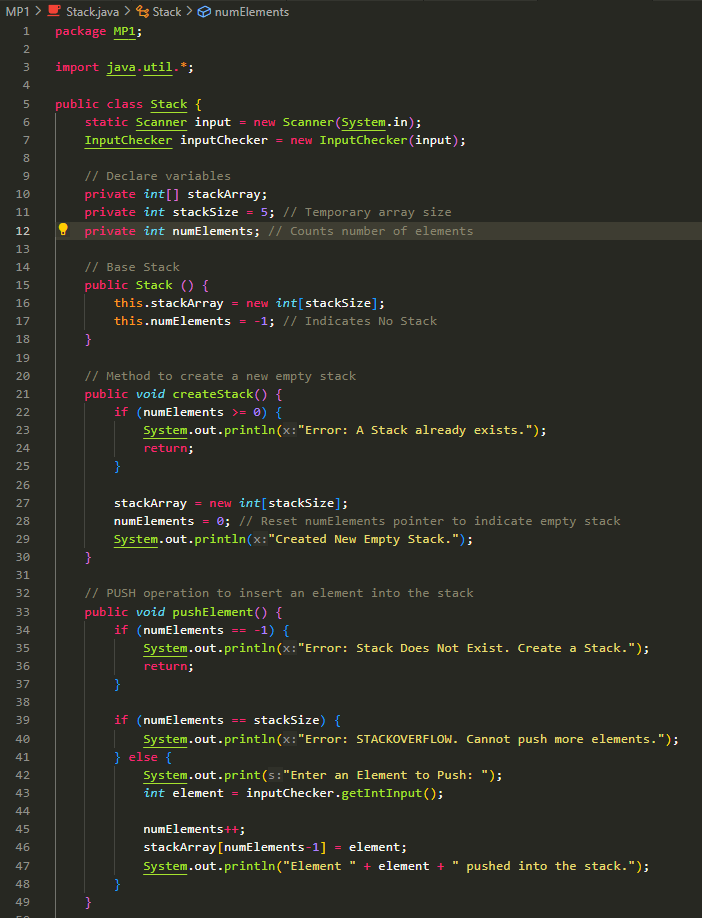 MP1 > Stack.java > Stack > numElements
1 package MP1;
2
3 import java.util.*;
4
5 public class Stack {
6     static Scanner input = new Scanner(System.in);
7     InputChecker inputChecker = new InputChecker(input);
8
9     // Declare variables
10     private int[] stackArray;
11     private int stackSize = 5; // Temporary array size
12     private int numElements; // Counts number of elements
13
14     // Base Stack
15     public Stack () {
16         this.stackArray = new int[stackSize];
17         this.numElements = -1; // Indicates No Stack
18     }
19
20     // Method to create a new empty stack
21     public void createStack() {
22         if (numElements >= 0) {
23             System.out.println(x:"Error: A Stack already exists.");
24             return;
25         }
26
27         stackArray = new int[stackSize];
28         numElements = 0; // Reset numElements pointer to indicate empty stack
29         System.out.println(x:"Created New Empty Stack.");
30     }
31
32     // PUSH operation to insert an element into the stack
33     public void pushElement() {
34         if (numElements == -1) {
35             System.out.println(x:"Error: Stack Does Not Exist. Create a Stack.");
36             return;
37         }
38
39         if (numElements == stackSize) {
40             System.out.println(x:"Error: STACKOVERFLOW. Cannot push more elements.");
41         } else {
42             System.out.print(s:"Enter an Element to Push: ");
43             int element = inputChecker.getIntInput();
44
45             numElements++;
46             stackArray[numElements-1] = element;
47             System.out.println("Element " + element + " pushed into the stack.");
48         }
49     }